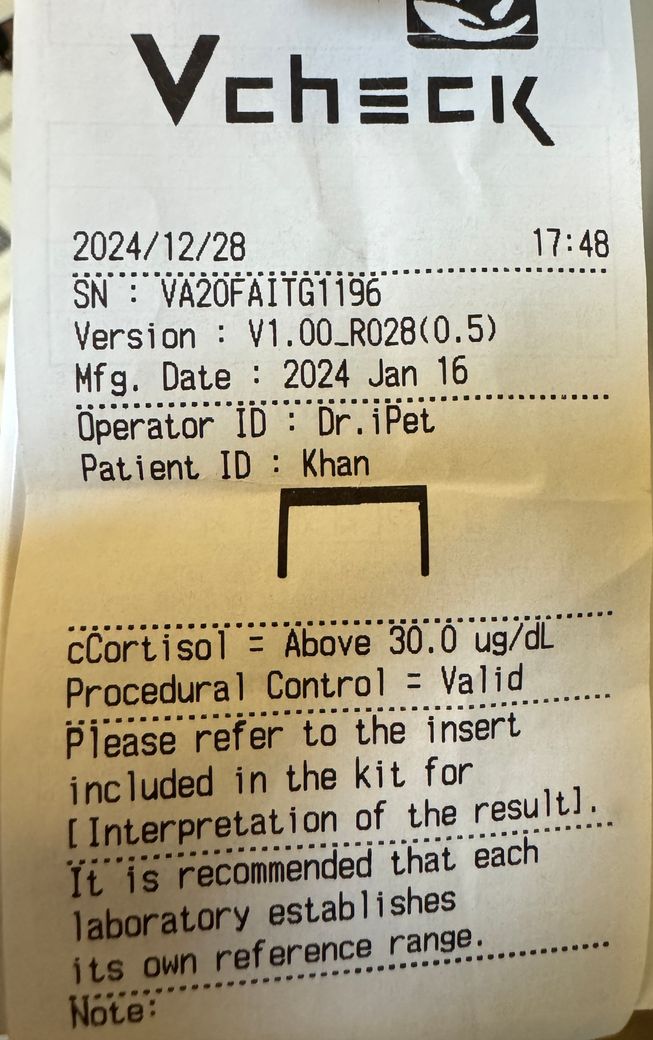 Vcheck
2024/12/28 17:48
SN : VA20FAITG1196
Version : V1.00_R028(0.5)
Mfg. Date : 2024 Jan 16
Operator ID : Dr.iPet
Patient ID : Khan
cCortisol = Above 30.0 ug/dL
Procedural Control = Valid
Please refer to the insert
included in the kit for
[Interpretation of the result].
It is recommended that each
laboratory establishes
its own reference range.
Note: